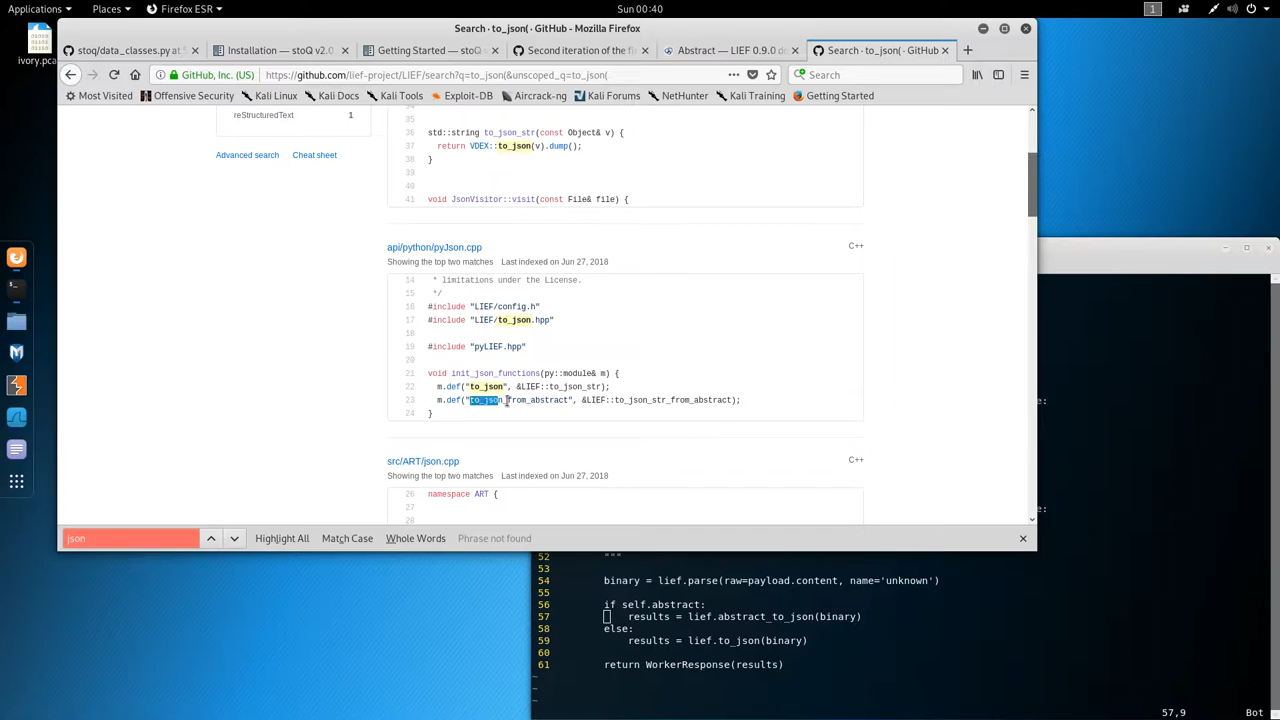 Applications
Places
Firefox ESR
Sun 00:40
1
ivory.pca
Search · to_json( · GitHub - Mozilla Firefox
stoq/data_classes.py at
Installation — stoQ v2.0
Getting Started — stoQ
Second iteration of the fi
Abstract — LIEF 0.9.0 d
Search · to_json( · GitHub
GitHub, Inc. (US)
https://github.com/lief-project/LIEF/search?q=to_json(&unscoped_q=to_json(
Search
Most Visited
Offensive Security
Kali Linux
Kali Docs
Kali Tools
Exploit-DB
Aircrack-ng
Kali Forums
NetHunter
Kali Training
Getting Started
reStructuredText 1
Advanced search Cheat sheet
34
35
36 std::string to_json_str(const Object& v) {
37 return VDEX::to_json(v).dump();
38 }
39
40
41 void JsonVisitor::visit(const File& file) {
api/python/pyJson.cpp C++
Showing the top two matches Last indexed on Jun 27, 2018
14 * limitations under the License.
15 */
16 #include "LIEF/config.h"
17 #include "LIEF/to_json.hpp"
18
19 #include "pyLIEF.hpp"
20
21 void init_json_functions(py::module& m) {
22 m.def("to_json", &LIEF::to_json_str);
23 m.def("to_json_from_abstract", &LIEF::to_json_str_from_abstract);
24 }
src/ART/json.cpp C++
Showing the top two matches Last indexed on Jun 27, 2018
26 namespace ART {
27
28
json
Highlight All
Match Case
Whole Words
Phrase not found
e:
e:
52 """
53
54 binary = lief.parse(raw=payload.content, name='unknown')
55
56 if self.abstract:
57 results = lief.abstract_to_json(binary)
58 else:
59 results = lief.to_json(binary)
60
61 return WorkerResponse(results)
~
~
57,9 Bot